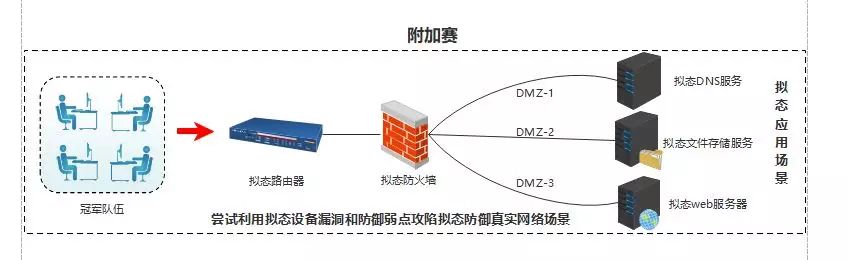 附加赛
DMZ-1
拟态DNS服务
DMZ-2
拟态文件存储服务
DMZ-3
拟态web服务器
拟态路由器
拟态防火墙
冠军队伍
拟态应用场景
尝试利用拟态设备漏洞和防御弱点攻陷拟态防御真实网络场景